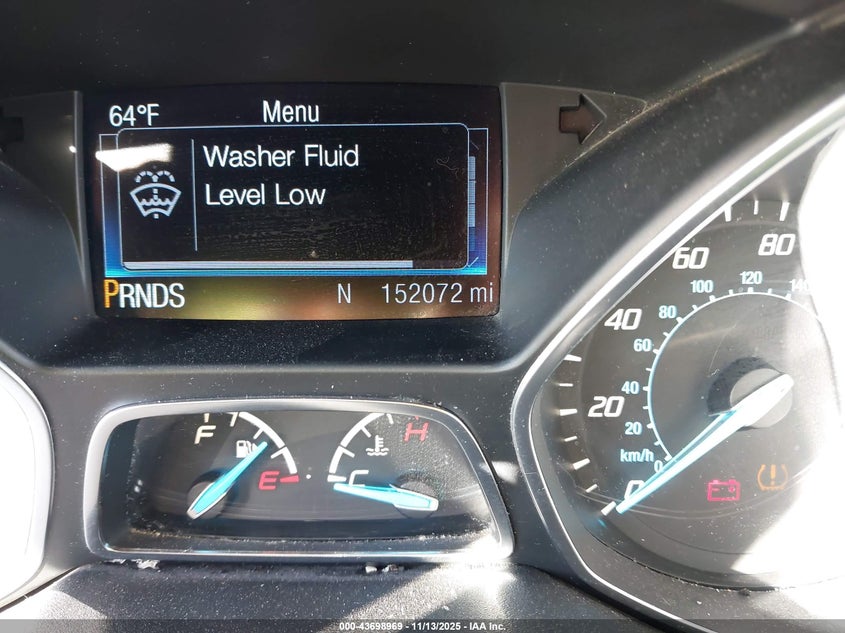 64°F Menu
Washer Fluid
Level Low
PRNDS N 152072 mi
F
E
H
C
0 20 40 60 80
km/h 0 20 40 60 80 100 120 140
000-43698969 | 11/13/2025 - IAA Inc.